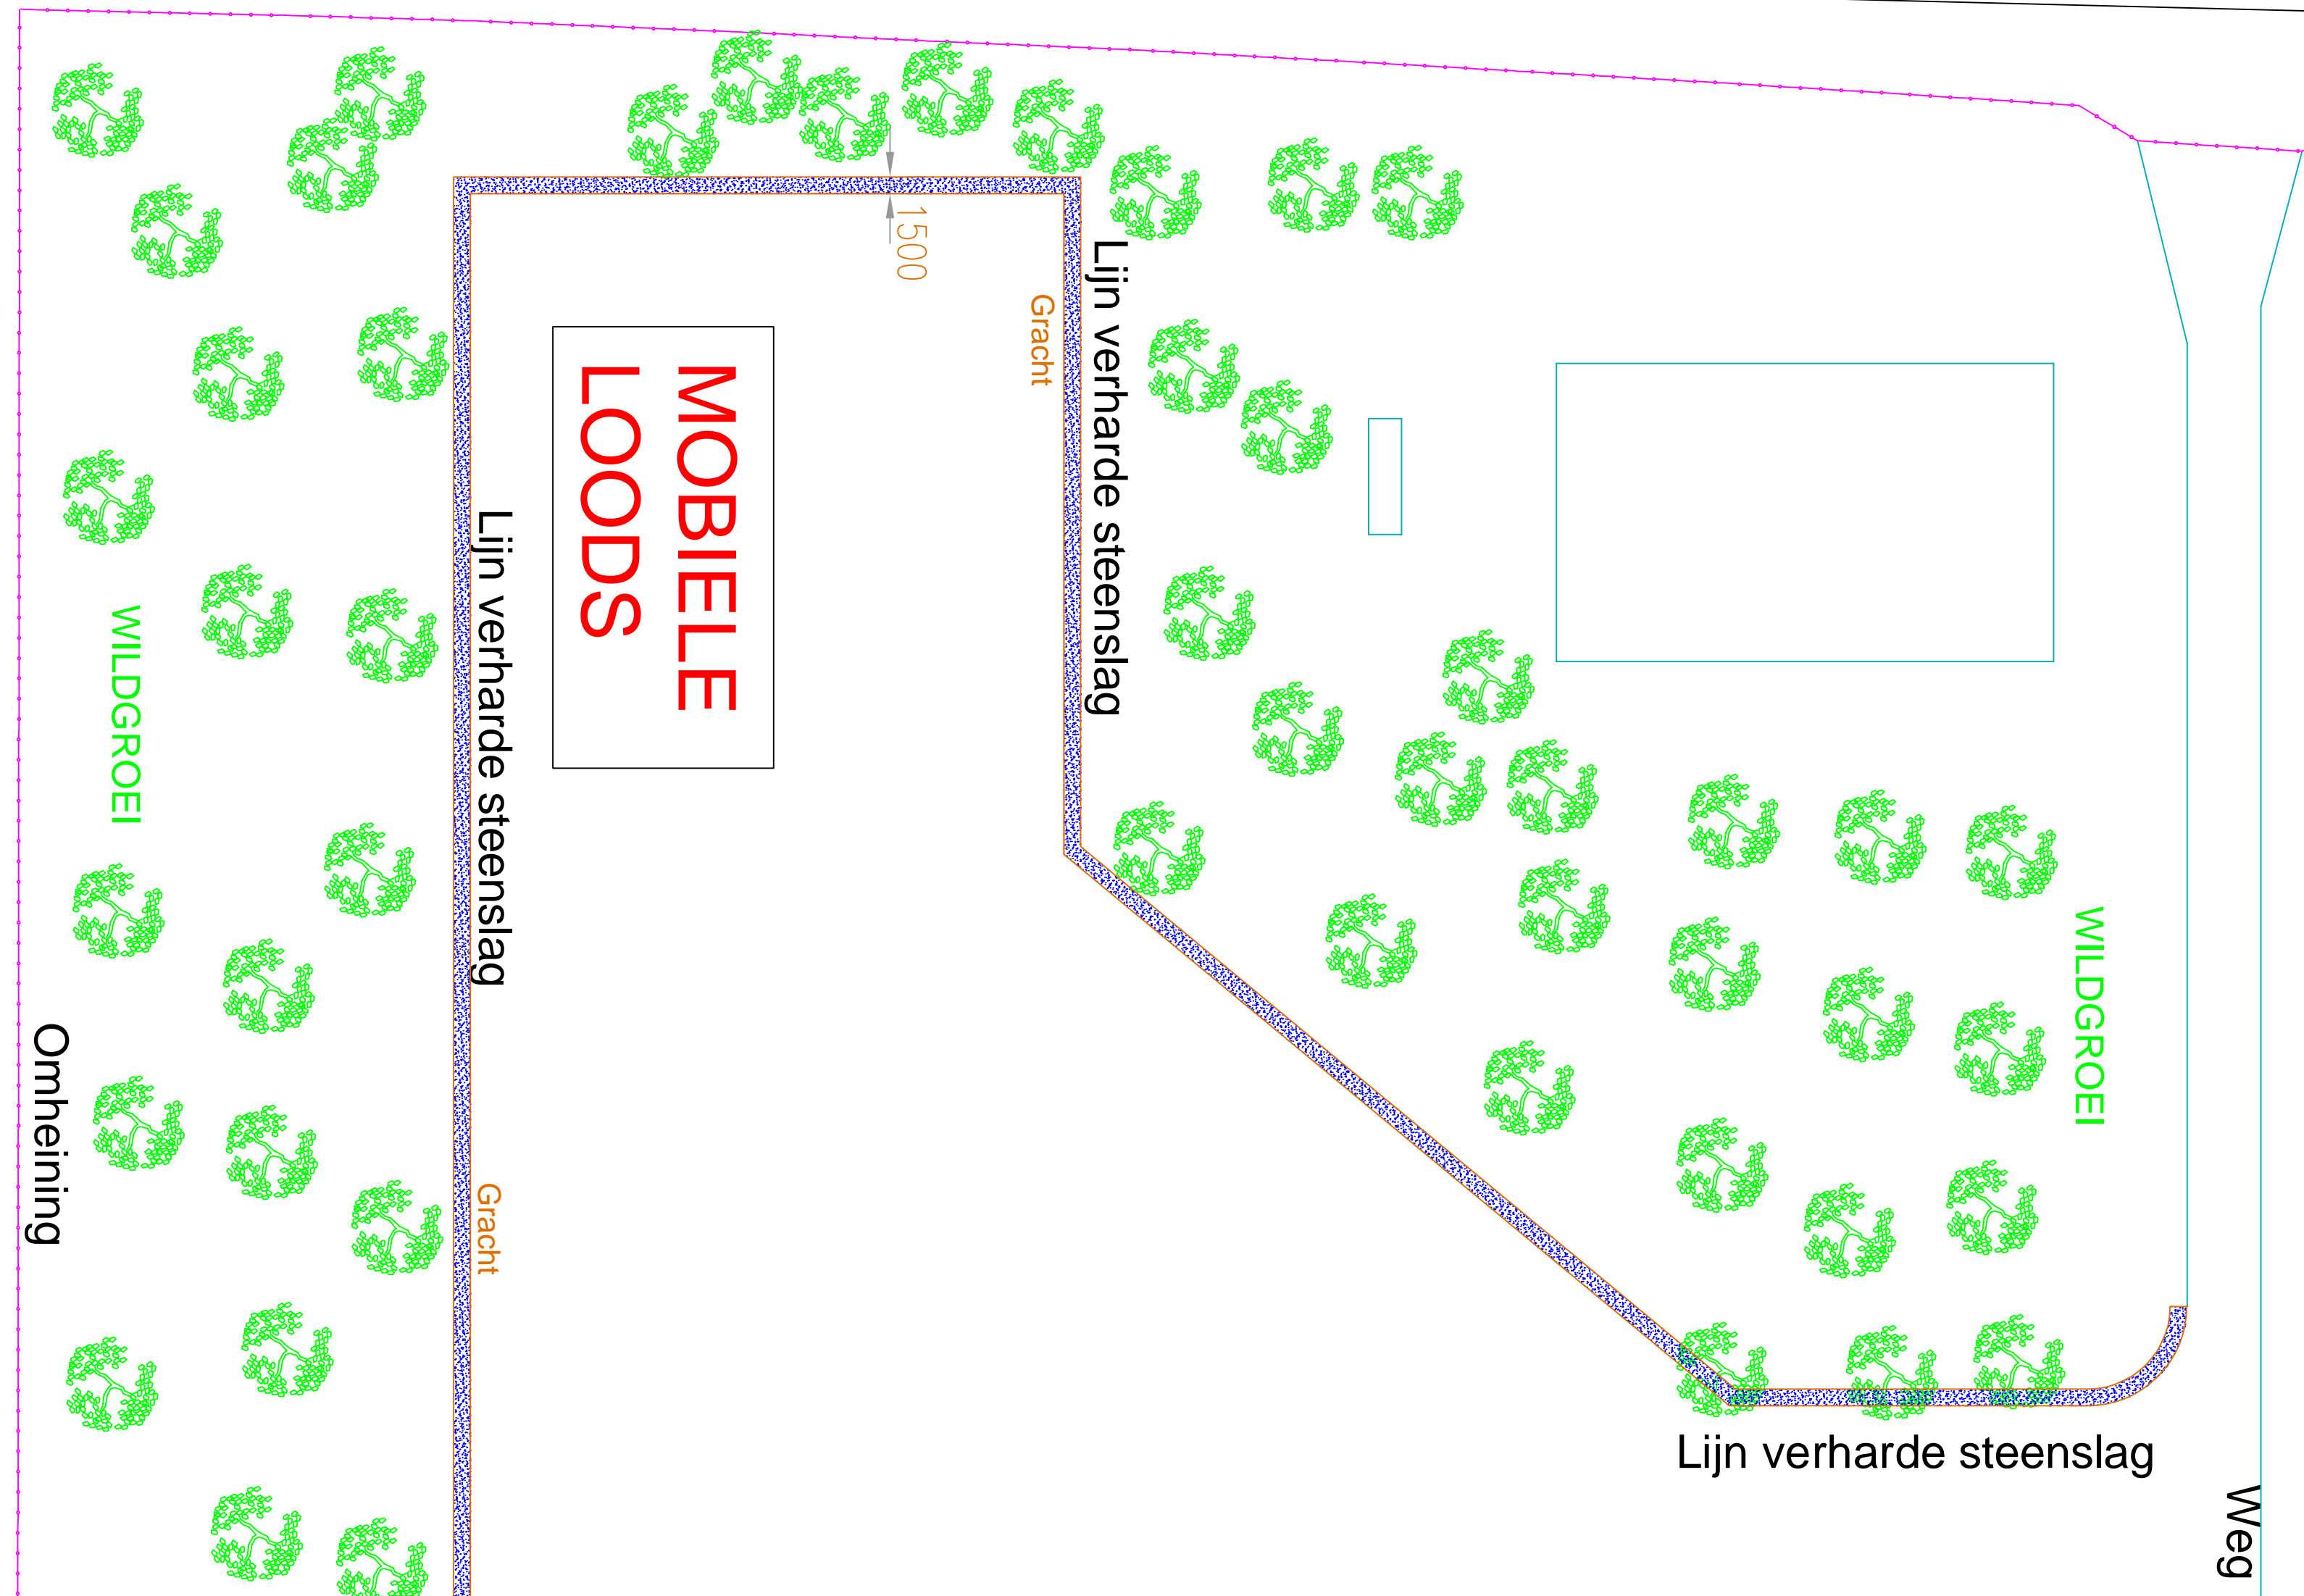 1500
Gracht
Lijn verharde steenslag
MOBIELE
LOODS
Lijn verharde steenslag
WILDGROEI
WILDGROEI
Omheining
Gracht
Lijn verharde steenslag
Weg